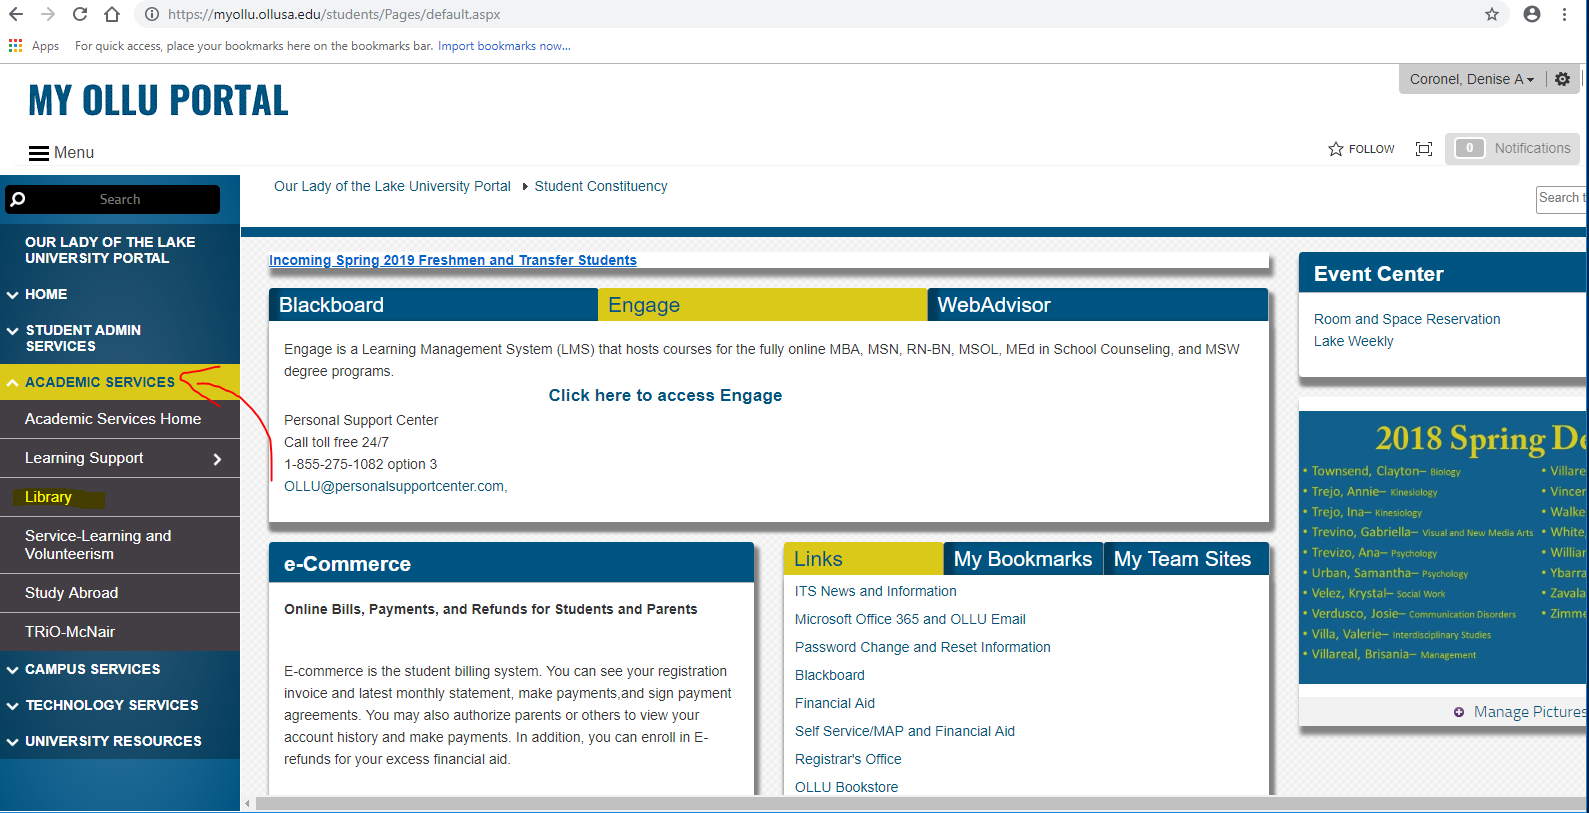 https://myollu.ollusa.edu/students/Pages/default.aspx
Apps For quick access, place your bookmarks here on the bookmarks bar. Import bookmarks now...
Coronel, Denise A
MY OLLU PORTAL
Menu
FOLLOW
0 Notifications
Search
Our Lady of the Lake University Portal Student Constituency
Search t
OUR LADY OF THE LAKE
UNIVERSITY PORTAL
HOME
STUDENT ADMIN
SERVICES
ACADEMIC SERVICES
Academic Services Home
Learning Support
Library
Service-Learning and
Volunteerism
Study Abroad
TRiO-McNair
CAMPUS SERVICES
TECHNOLOGY SERVICES
UNIVERSITY RESOURCES
Incoming Spring 2019 Freshmen and Transfer Students
Blackboard Engage WebAdvisor
Engage is a Learning Management System (LMS) that hosts courses for the fully online MBA, MSN, RN-BN, MSOL, MEd in School Counseling, and MSW
degree programs.
Click here to access Engage
Personal Support Center
Call toll free 24/7
1-855-275-1082 option 3
OLLU@personalsupportcenter.com,
e-Commerce
Online Bills, Payments, and Refunds for Students and Parents
E-commerce is the student billing system. You can see your registration
invoice and latest monthly statement, make payments,and sign payment
agreements. You may also authorize parents or others to view your
account history and make payments. In addition, you can enroll in E-
refunds for your excess financial aid.
Links My Bookmarks My Team Sites
ITS News and Information
Microsoft Office 365 and OLLU Email
Password Change and Reset Information
Blackboard
Financial Aid
Self Service/MAP and Financial Aid
Registrar's Office
OLLU Bookstore
Event Center
Room and Space Reservation
Lake Weekly
2018 Spring De
• Townsend, Clayton– Biology
• Trejo, Annie– Kinesiology
• Trejo, Ina– Kinesiology
• Trevino, Gabriella– Visual and New Media Arts
• Trevizo, Ana– Psychology
• Urban, Samantha– Psychology
• Velez, Krystal– Social Work
• Verdusco, Josie– Communication Disorders
• Villa, Valerie– Interdisciplinary Studies
• Villareal, Brisania– Management
• Villare
• Vincer
• Walke
• White,
• Williar
• Ybarra
• Zavala
• Zimme
Manage Pictures